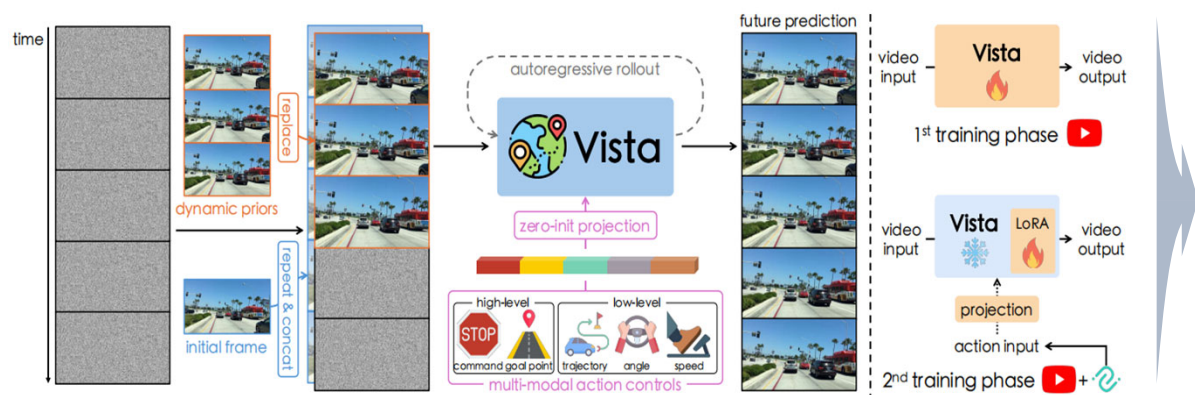 time
replace
dynamic priors
repeat & concat
initial frame
autoregressive rollout
Vista
zero-init projection
high-level
low-level
STOP
command
goal point
trajectory
angle
speed
multi-modal action controls
future prediction
video
input
Vista
video
output
1st training phase
video
input
Vista
LoRA
video
output
projection
action input
2nd training phase
+